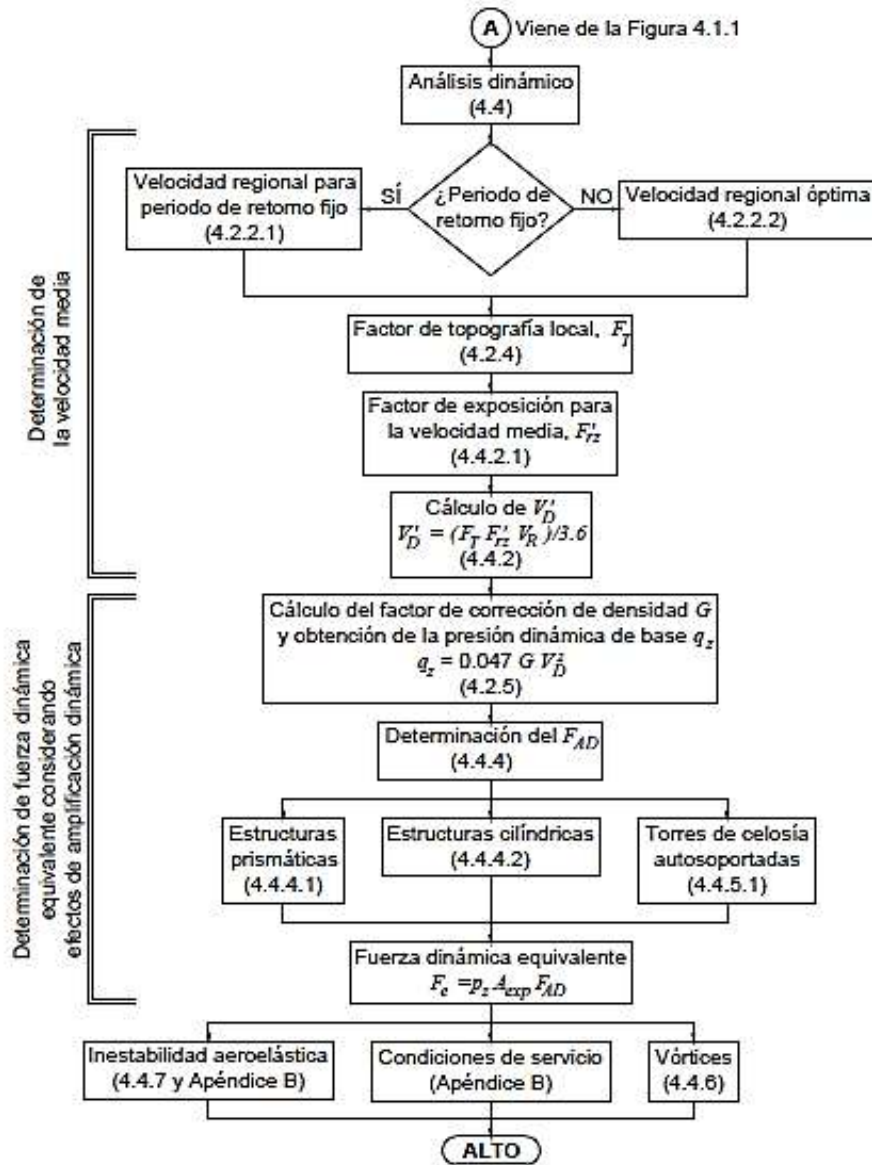 A Viene de la Figura 4.1.1
Análisis dinámico
(4.4)
¿Periodo de
retorno fijo?
SÍ
NO
Velocidad regional para
periodo de retorno fijo
(4.2.2.1)
Velocidad regional óptima
(4.2.2.2)
Factor de topografía local, F_T
(4.2.4)
Factor de exposición para
la velocidad media, F'_rz
(4.4.2.1)
Cálculo de V'_D
V'_D = (F_T F'_rz V_R)/3.6
(4.4.2)
Determinación de
la velocidad media
Cálculo del factor de corrección de densidad G
y obtención de la presión dinámica de base q_z
q_z = 0.047 G V_D^2
(4.2.5)
Determinación del F_AD
(4.4.4)
Estructuras
prismáticas
(4.4.4.1)
Estructuras cilíndricas
(4.4.4.2)
Torres de celosía
autosoportadas
(4.4.5.1)
Fuerza dinámica equivalente
F_e =p_z A_exp F_AD
Determinación de fuerza dinámica
equivalente considerando
efectos de amplificación dinámica
Inestabilidad aeroelástica
(4.4.7 y Apéndice B)
Condiciones de servicio
(Apéndice B)
Vórtices
(4.4.6)
ALTO